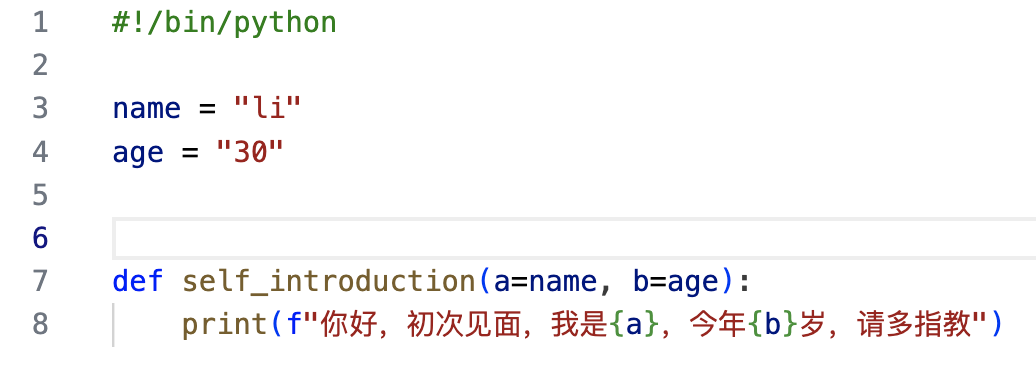 1 #!/bin/python
2
3 name = "li"
4 age = "30"
5
6
7 def self_introduction(a=name, b=age):
8     print(f"你好，初次见面，我是{a}，今年{b}岁，请多指教")